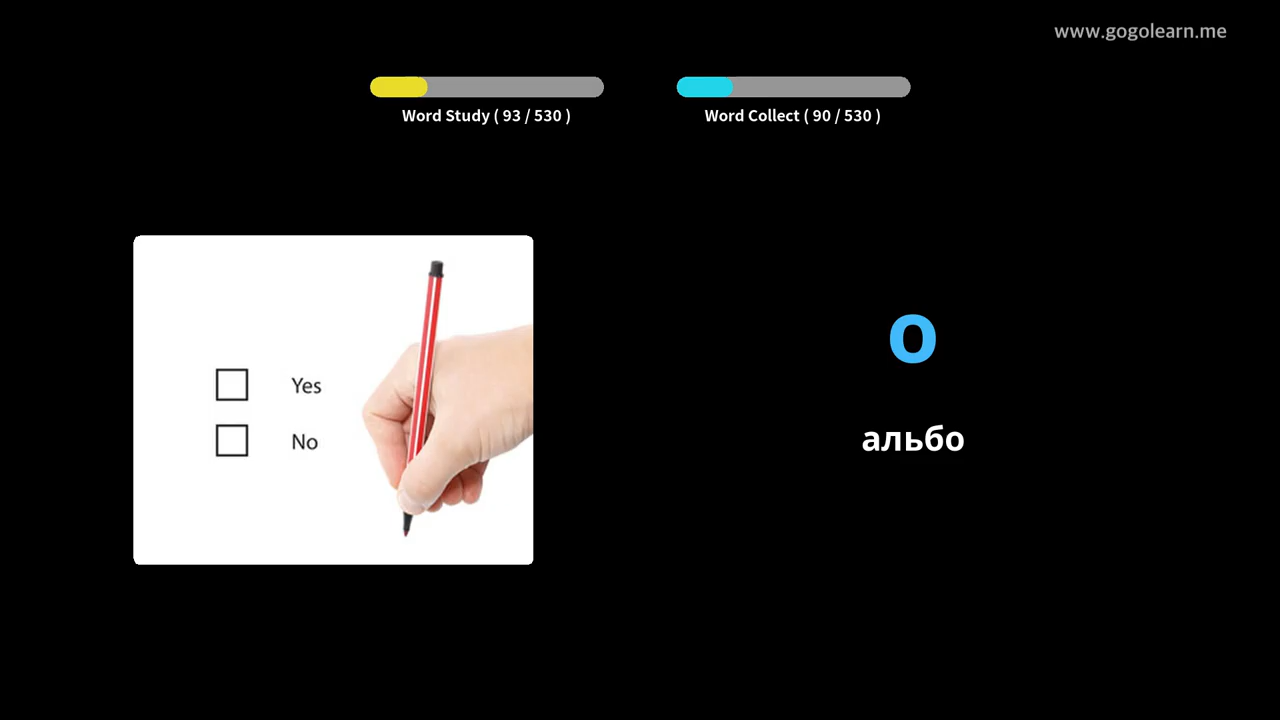 www.gogolearn.me
Word Study ( 93 / 530 )
Word Collect ( 90 / 530 )
Yes
No
o
альбо